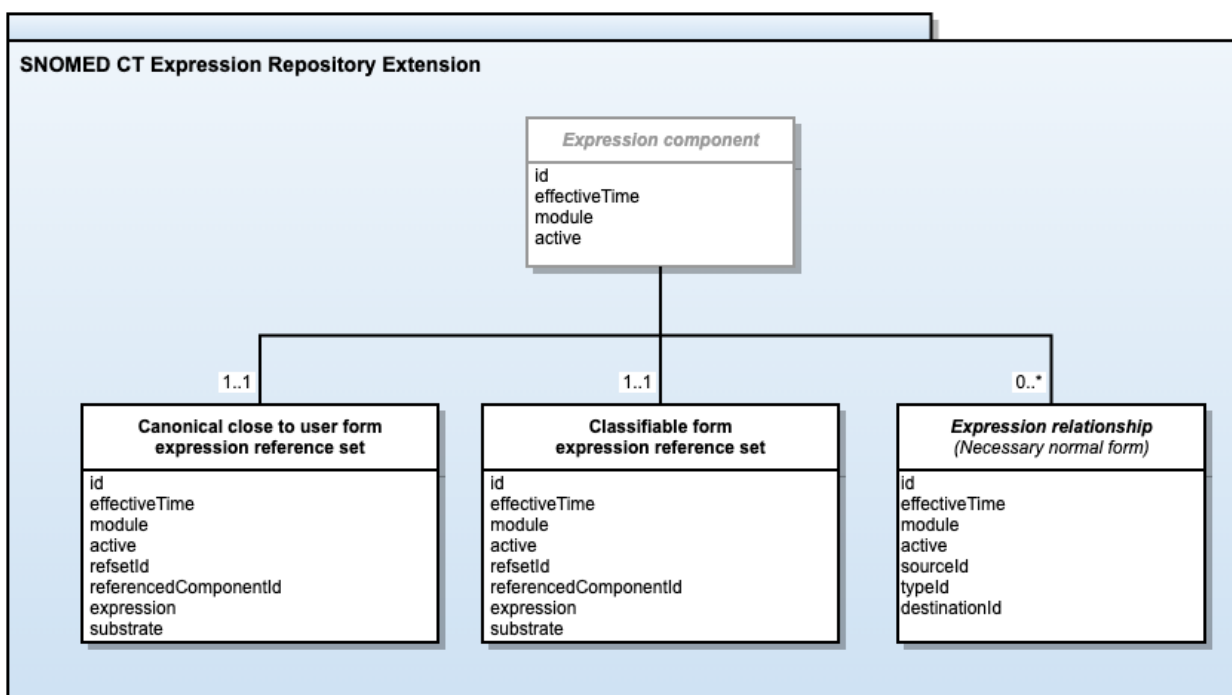 SNOMED CT Expression Repository Extension
Expression component
id
effectiveTime
module
active
1..1
1..1
0..*
Canonical close to user form
expression reference set
id
effectiveTime
module
active
refsetId
referencedComponentId
expression
substrate
Classifiable form
expression reference set
id
effectiveTime
module
active
refsetId
referencedComponentId
expression
substrate
Expression relationship
(Necessary normal form)
id
effectiveTime
module
active
sourceId
typeId
destinationId